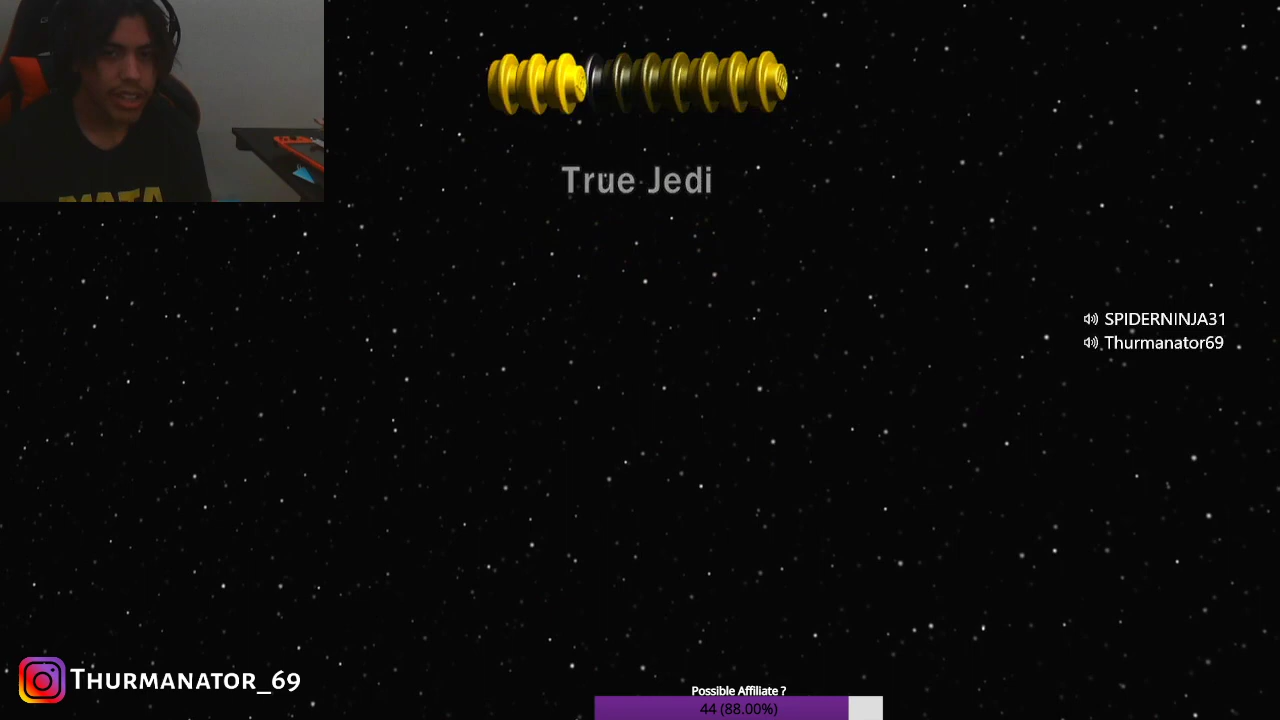 True Jedi
SPIDERNINJA31
Thurmanator69
THURMANATOR_69
Possible Affiliate ?
44 (88.00%)